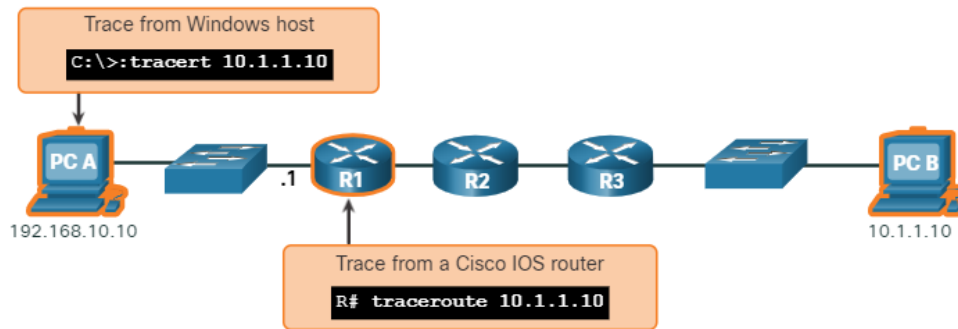 Trace from Windows host
C:\>:tracert 10.1.1.10
PC A
.1
R1
R2
R3
PC B
192.168.10.10
10.1.1.10
Trace from a Cisco IOS router
R# traceroute 10.1.1.10